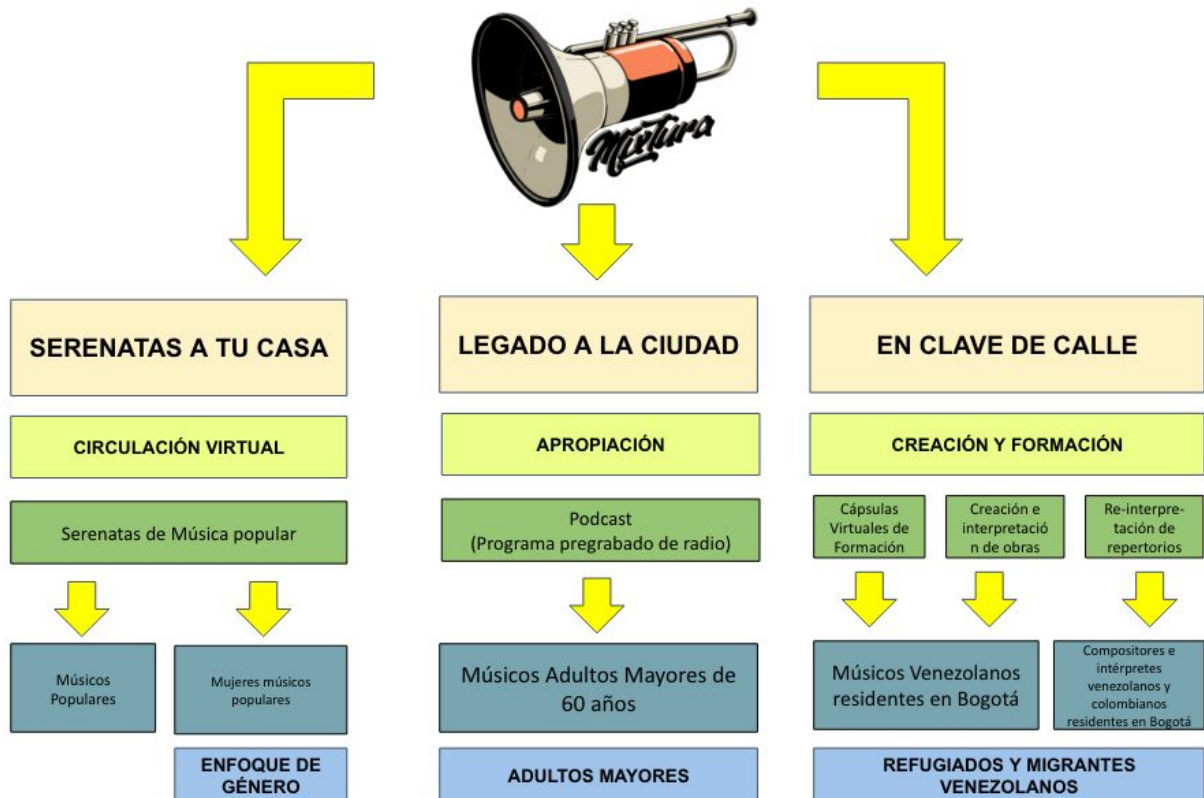 Mixtura
SERENATAS A TU CASA
CIRCULACIÓN VIRTUAL
Serenatas de Música popular
Músicos
Populares
Mujeres músicos
populares
ENFOQUE DE
GÉNERO
LEGADO A LA CIUDAD
APROPIACIÓN
Podcast
(Programa pregrabado de radio)
Músicos Adultos Mayores de
60 años
ADULTOS MAYORES
EN CLAVE DE CALLE
CREACIÓN Y FORMACIÓN
Cápsulas
Virtuales de
Formación
Creación e
interpretació
n de obras
Re-interpre-
tación de
repertorios
Músicos Venezolanos
residentes en Bogotá
Compositores e
intérpretes
venezolanos y
colombianos
residentes en Bogotá
REFUGIADOS Y MIGRANTES
VENEZOLANOS